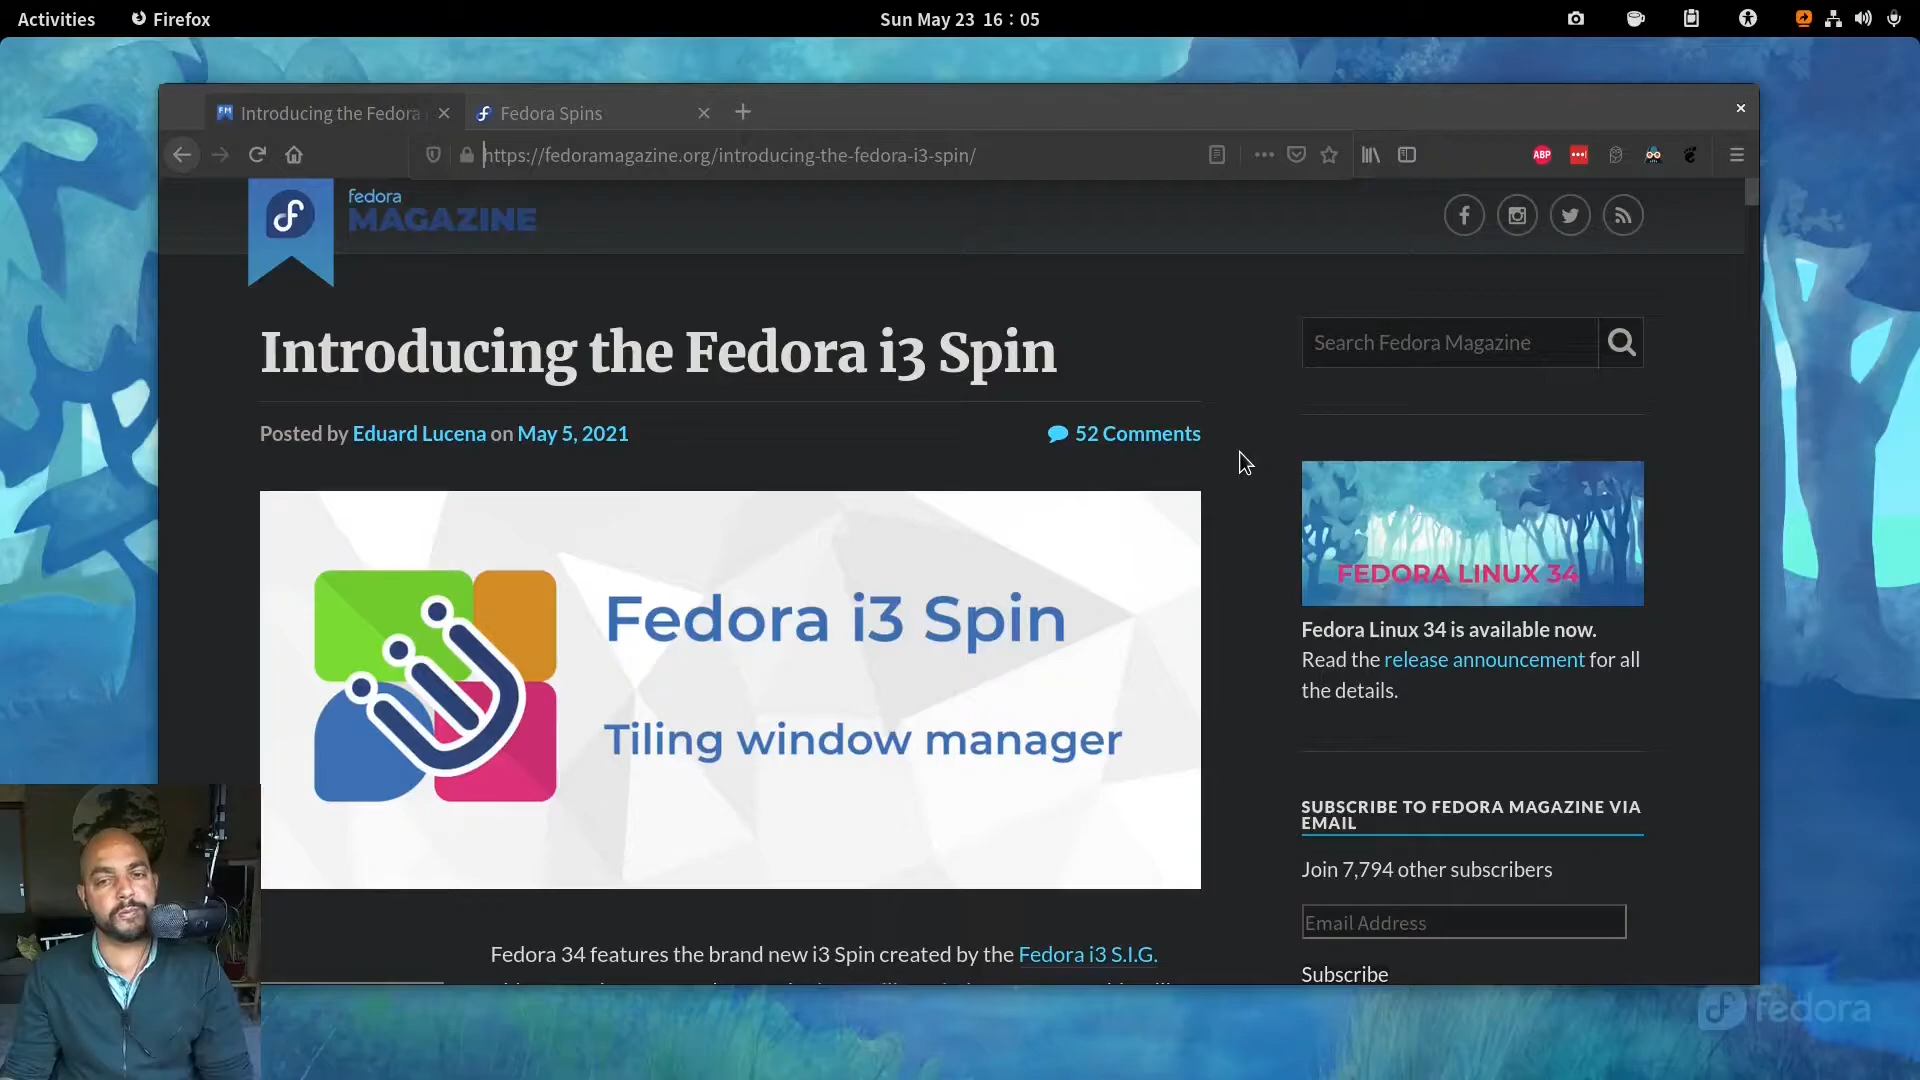 Activities
Firefox
Sun May 23 16 : 05
Introducing the Fedora
Fedora Spins
https://fedoramagazine.org/introducing-the-fedora-i3-spin/
ABP
fedora
MAGAZINE
Introducing the Fedora i3 Spin
Search Fedora Magazine
Posted by Eduard Lucena on May 5, 2021
52 Comments
Fedora i3 Spin
Tiling window manager
FEDORA LINUX 34
Fedora Linux 34 is available now.
Read the release announcement for all
the details.
SUBSCRIBE TO FEDORA MAGAZINE VIA
EMAIL
Join 7,794 other subscribers
Email Address
Fedora 34 features the brand new i3 Spin created by the Fedora i3 S.I.G.
Subscribe
fedora